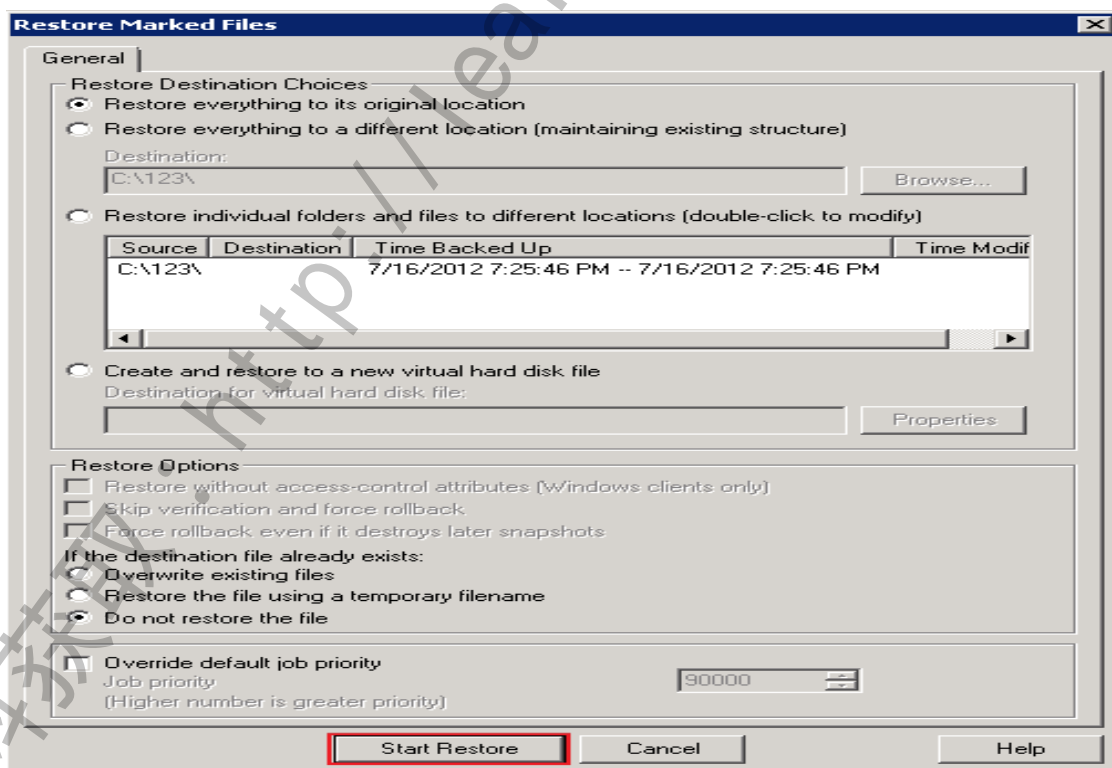 Restore Marked Files
General
Restore Destination Choices
Restore everything to its original location
Restore everything to a different location (maintaining existing structure)
Destination:
C:\123\
Browse...
Restore individual folders and files to different locations (double-click to modify)
Source Destination Time Backed Up Time Modif
C:\123\ 7/16/2012 7:25:46 PM -- 7/16/2012 7:25:46 PM
Create and restore to a new virtual hard disk file
Destination for virtual hard disk file:
Properties
Restore Options
Restore without access-control attributes (Windows clients only)
Skip verification and force rollback
Force rollback even if it destroys later snapshots
If the destination file already exists:
Overwrite existing files
Restore the file using a temporary filename
Do not restore the file
Override default job priority
Job priority
90000
(Higher number is greater priority)
Start Restore Cancel Help
获取:http://lea